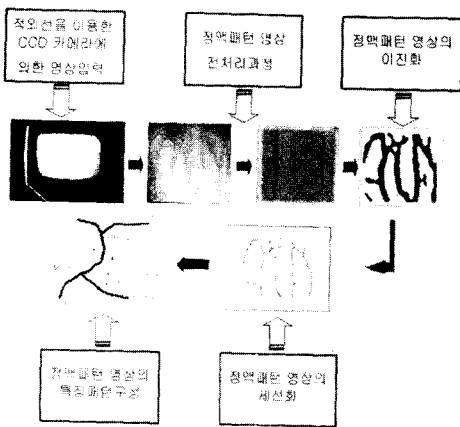 적외선을 이용한
CCD 카메라에
의한 영상입력
정맥패턴 영상
전처리과정
정맥패턴 영상의
이진화
정맥패턴 영상의
특징패턴구성
정맥패턴 영상의
세선화